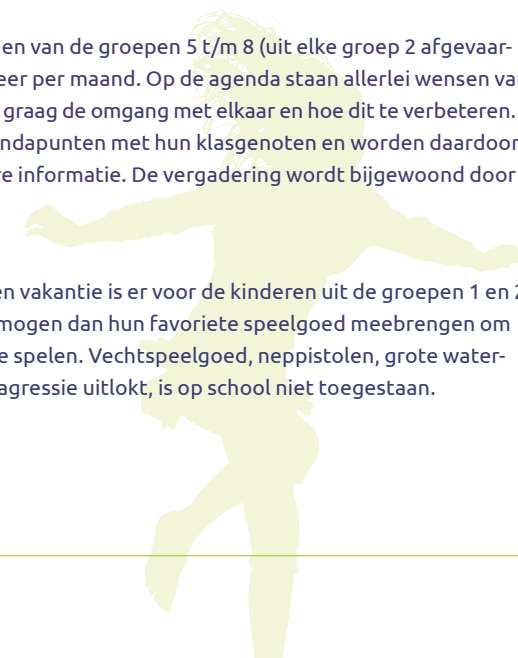 en van de groepen 5 t/m 8 (uit elke groep 2 afgevaar-
eer per maand. Op de agenda staan allerlei wensen van
graag de omgang met elkaar en hoe dit te verbeteren.
ndapunten met hun klasgenoten en worden daardoor
e informatie. De vergadering wordt bijgewoond door
en vakantie is er voor de kinderen uit de groepen 1 en 2
mogen dan hun favoriete speelgoed meebrengen om
e spelen. Vechtspeelgoed, neppistolen, grote water-
agressie uitlokt, is op school niet toegestaan.